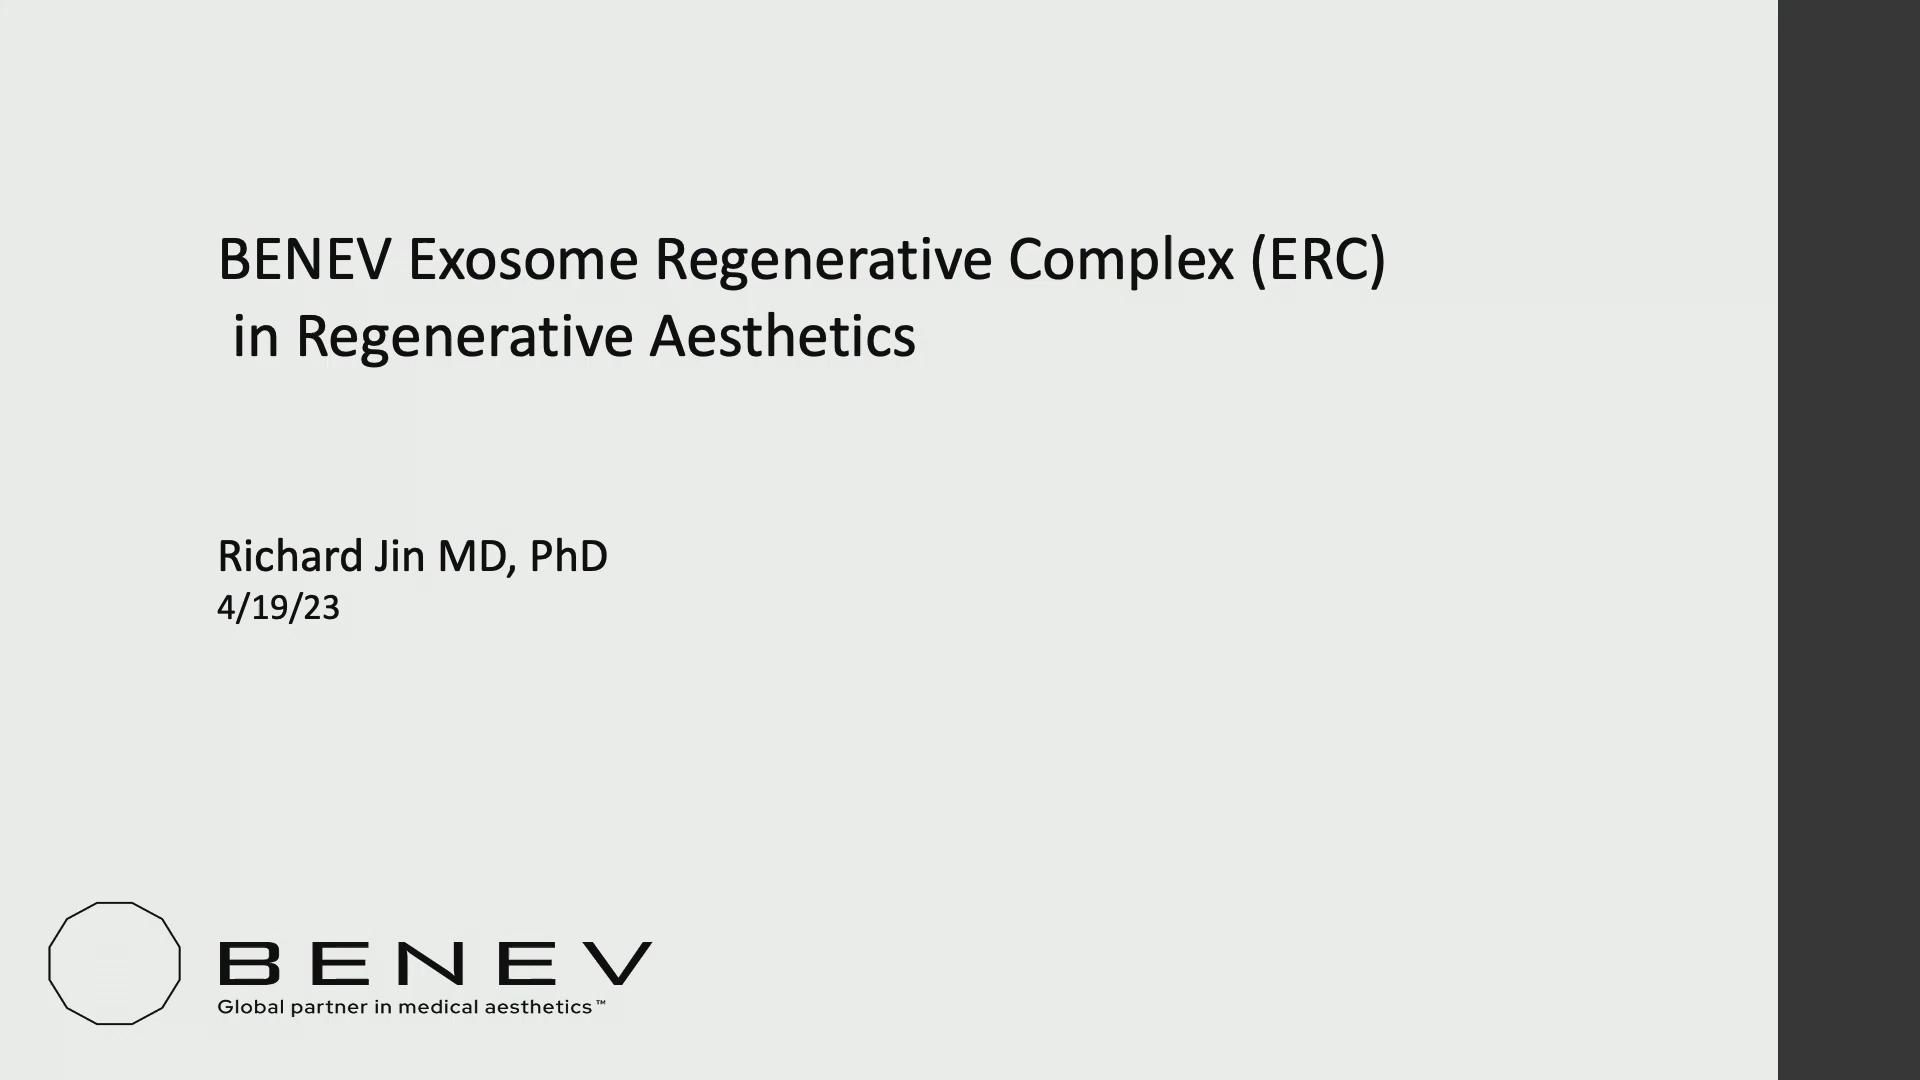 BENEV Exosome Regenerative Complex (ERC)
in Regenerative Aesthetics
Richard Jin MD, PhD
4/19/23
BENEV
Global partner in medical aesthetics™